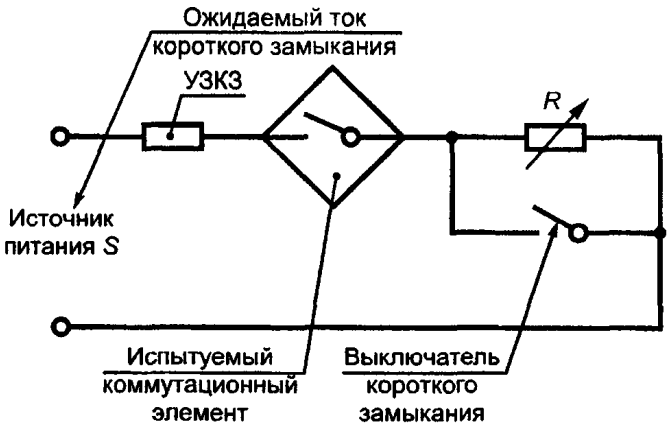 Ожидаемый ток
короткого замыкания
УЗКЗ
R
Источник
питания S
Испытуемый
коммутационный
элемент
Выключатель
короткого
замыкания